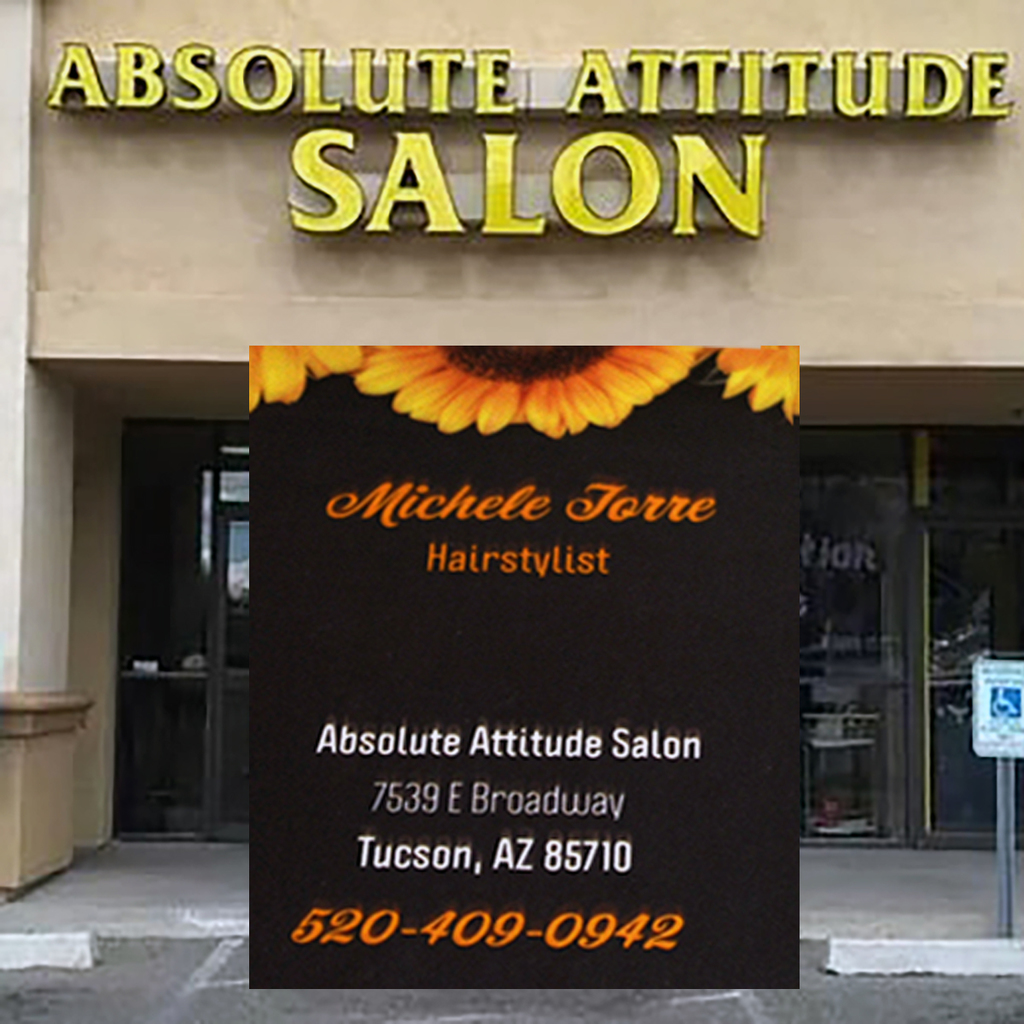 ABSOLUTE ATTITUDE
SALON
Michele Torre
Hairstylist
Absolute Attitude Salon
7539 E Broadway
Tucson, AZ 85710
520-409-0942